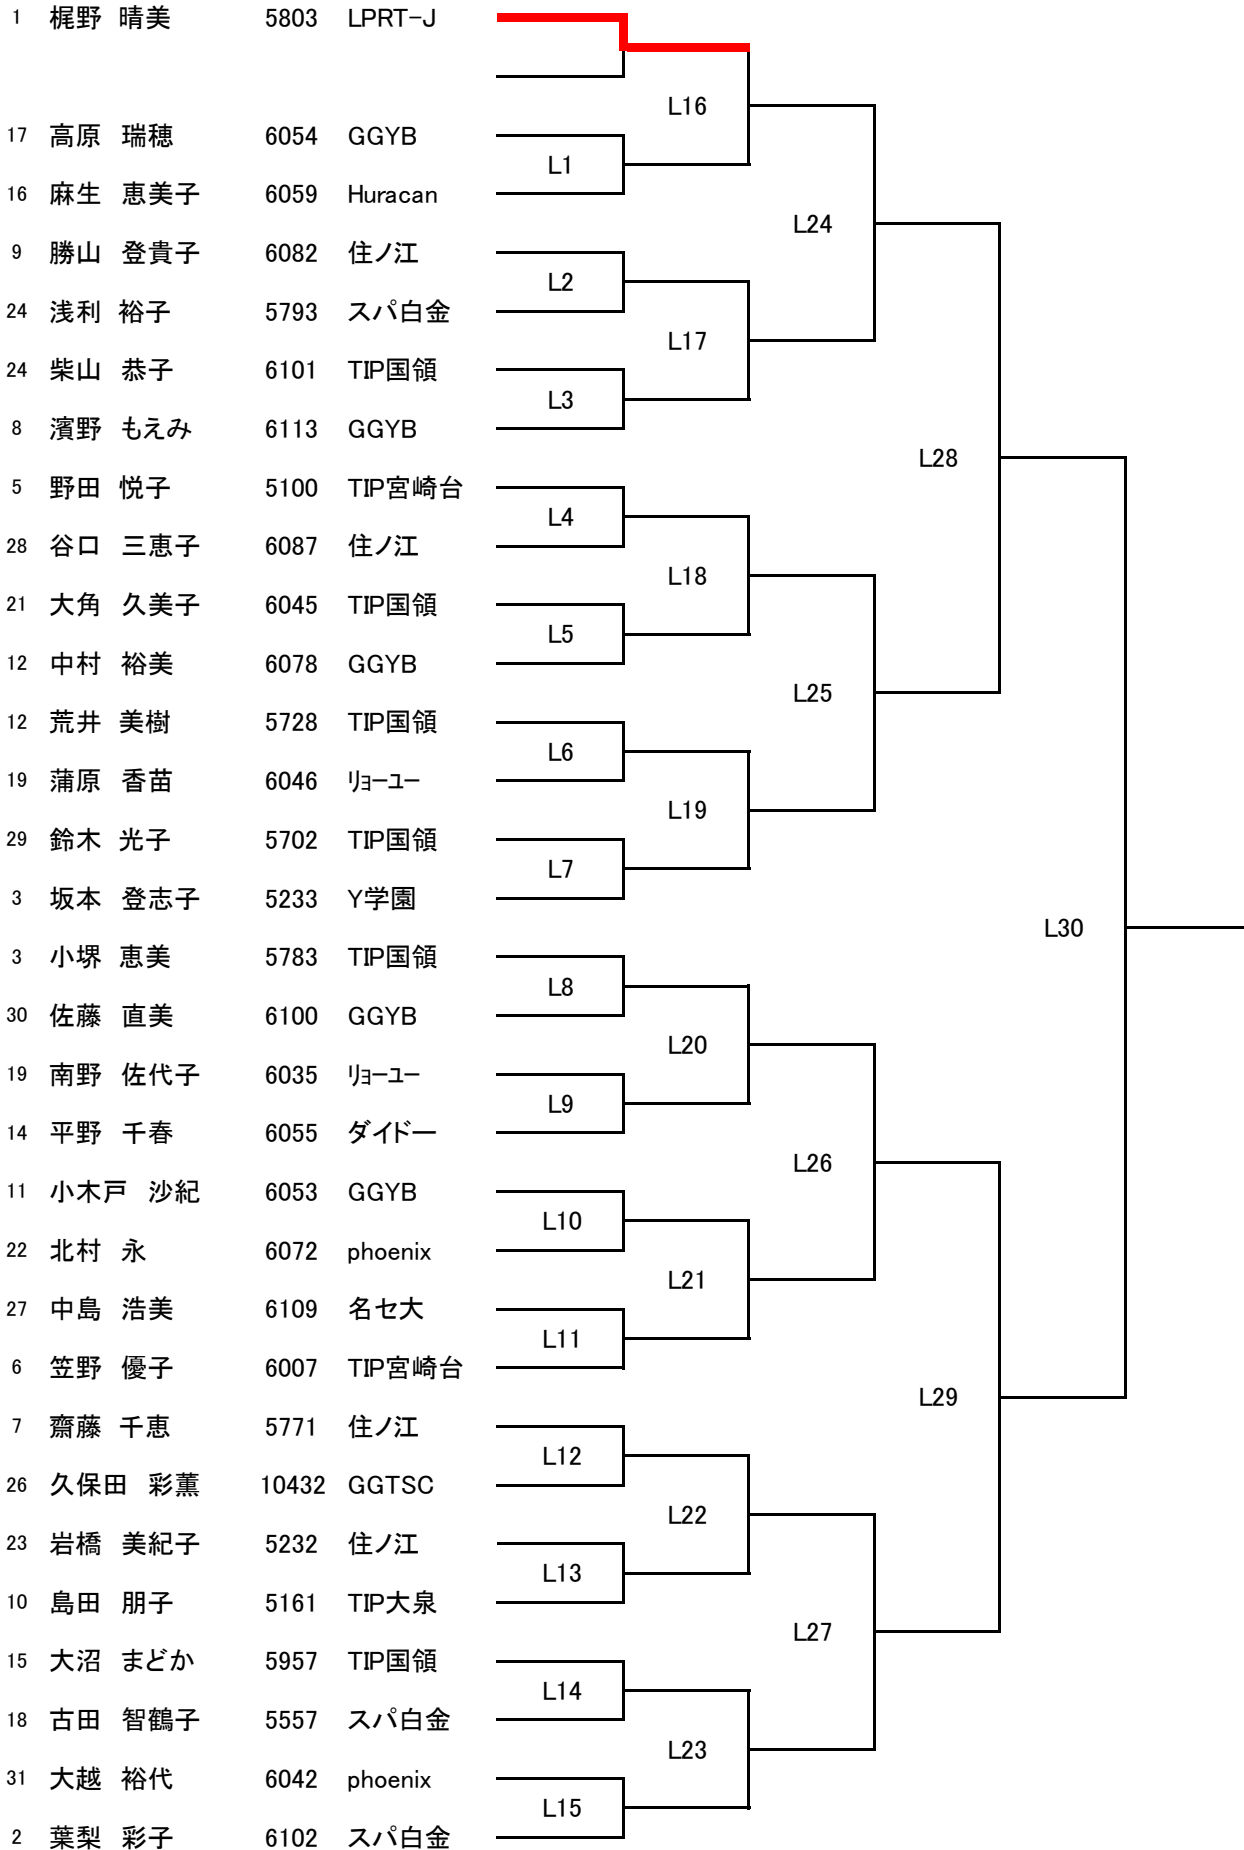 1 梶野 晴美 5803 LPRT-J
L16
17 高原 瑞穂 6054 GGYB
L1
16 麻生 恵美子 6059 Huracan
L24
9 勝山 登貴子 6082 住ノ江
L2
24 浅利 裕子 5793 スパ白金
L17
24 柴山 恭子 6101 TIP国領
L3
8 濱野 もえみ 6113 GGYB
L28
5 野田 悦子 5100 TIP宮崎台
L4
28 谷口 三恵子 6087 住ノ江
L18
21 大角 久美子 6045 TIP国領
L5
12 中村 裕美 6078 GGYB
L25
12 荒井 美樹 5728 TIP国領
L6
19 蒲原 香苗 6046 ﾘｮｰﾕｰ
L19
29 鈴木 光子 5702 TIP国領
L7
3 坂本 登志子 5233 Y学園
L30
3 小堺 恵美 5783 TIP国領
L8
30 佐藤 直美 6100 GGYB
L20
19 南野 佐代子 6035 ﾘｮｰﾕｰ
L9
14 平野 千春 6055 ダイドー
L26
11 小木戸 沙紀 6053 GGYB
L10
22 北村 永 6072 phoenix
L21
27 中島 浩美 6109 名セ大
L11
6 笠野 優子 6007 TIP宮崎台
L29
7 齋藤 千恵 5771 住ノ江
L12
26 久保田 彩薫 10432 GGTSC
L22
23 岩橋 美紀子 5232 住ノ江
L13
10 島田 朋子 5161 TIP大泉
L27
15 大沼 まどか 5957 TIP国領
L14
18 古田 智鶴子 5557 スパ白金
L23
31 大越 裕代 6042 phoenix
L15
2 葉梨 彩子 6102 スパ白金